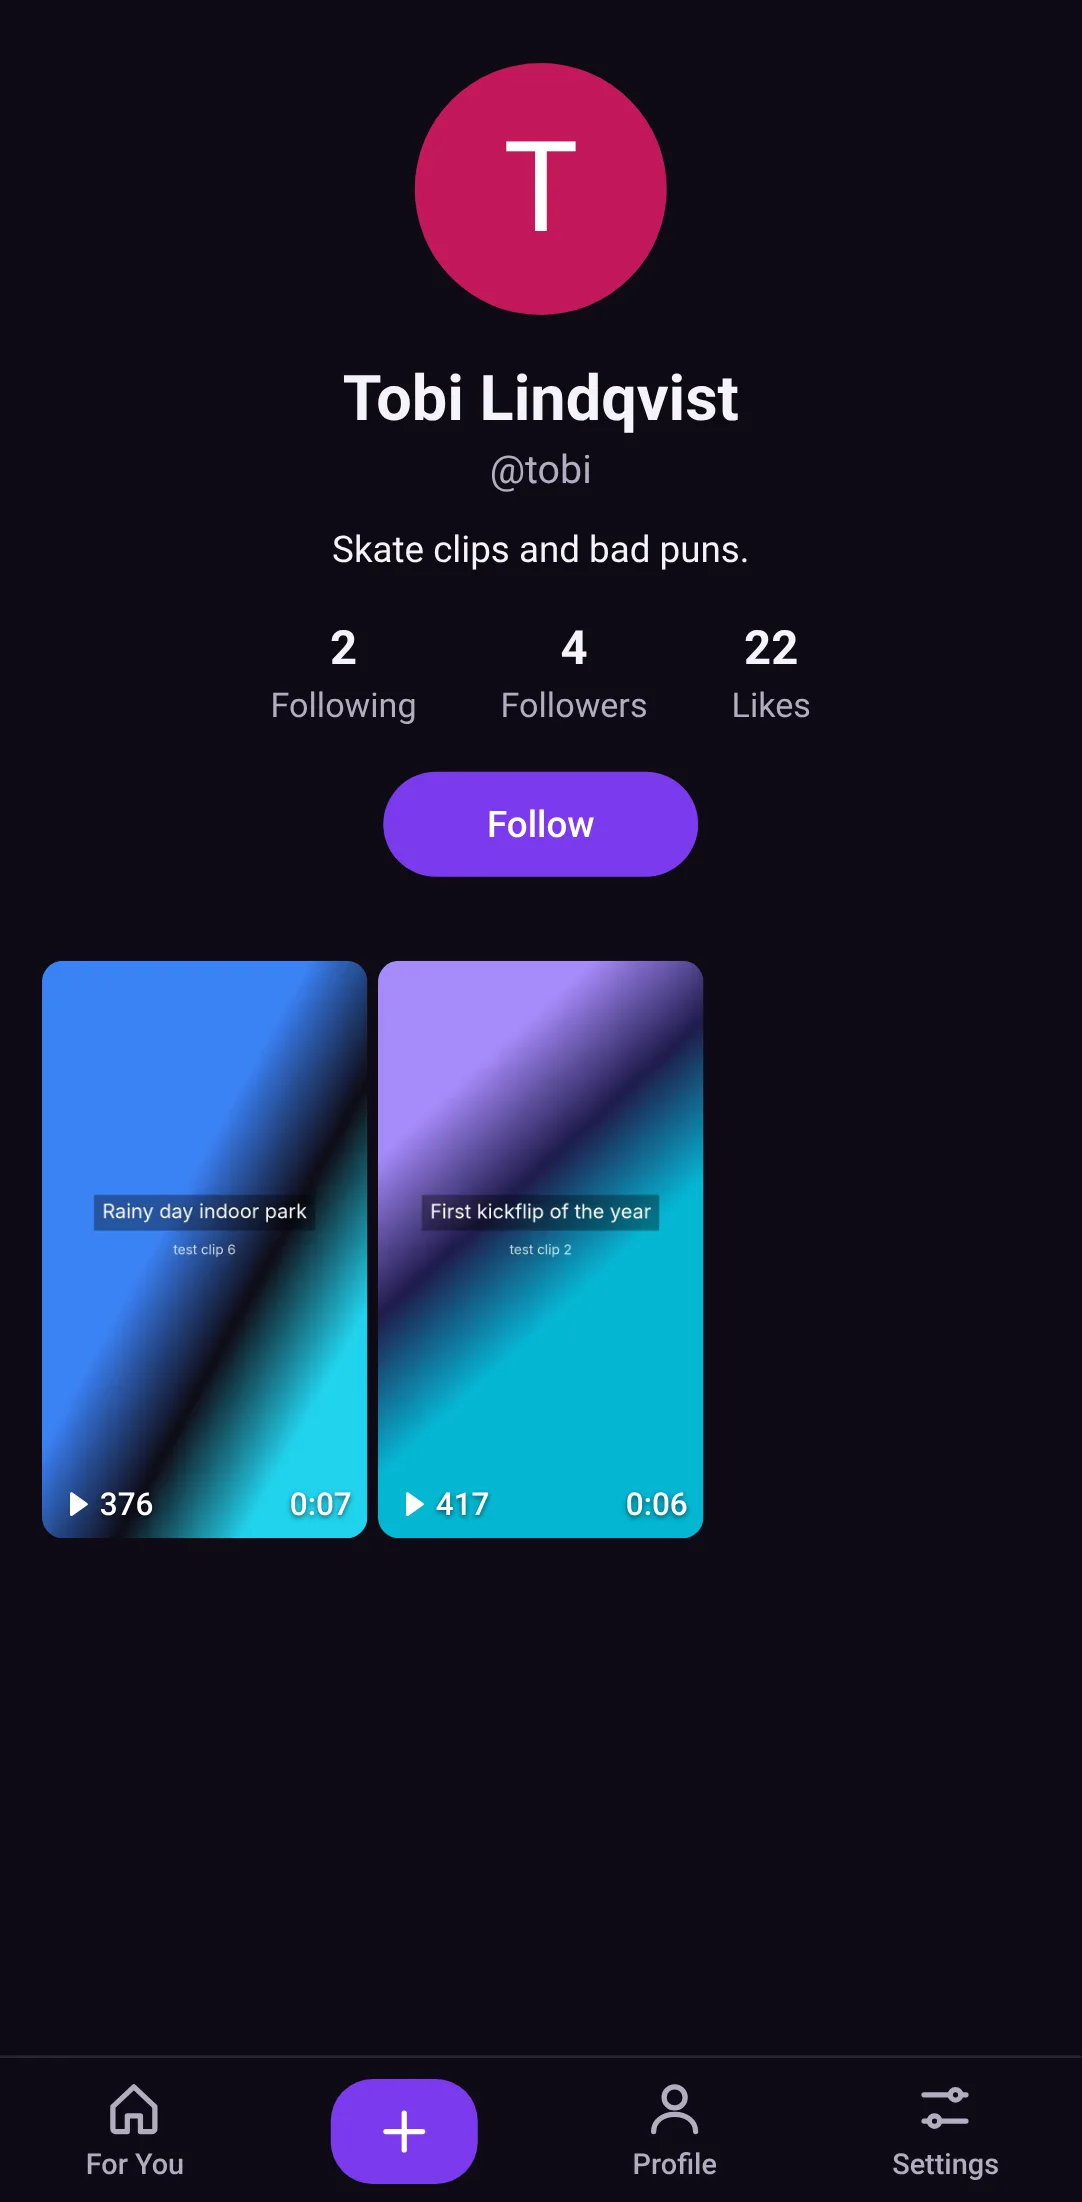 T
Tobi Lindqvist
@tobi
Skate clips and bad puns.
2 4 22
Following Followers Likes
Follow
Rainy day indoor park
test clip 6
376 0:07
First kickflip of the year
test clip 2
417 0:06
For You Profile Settings